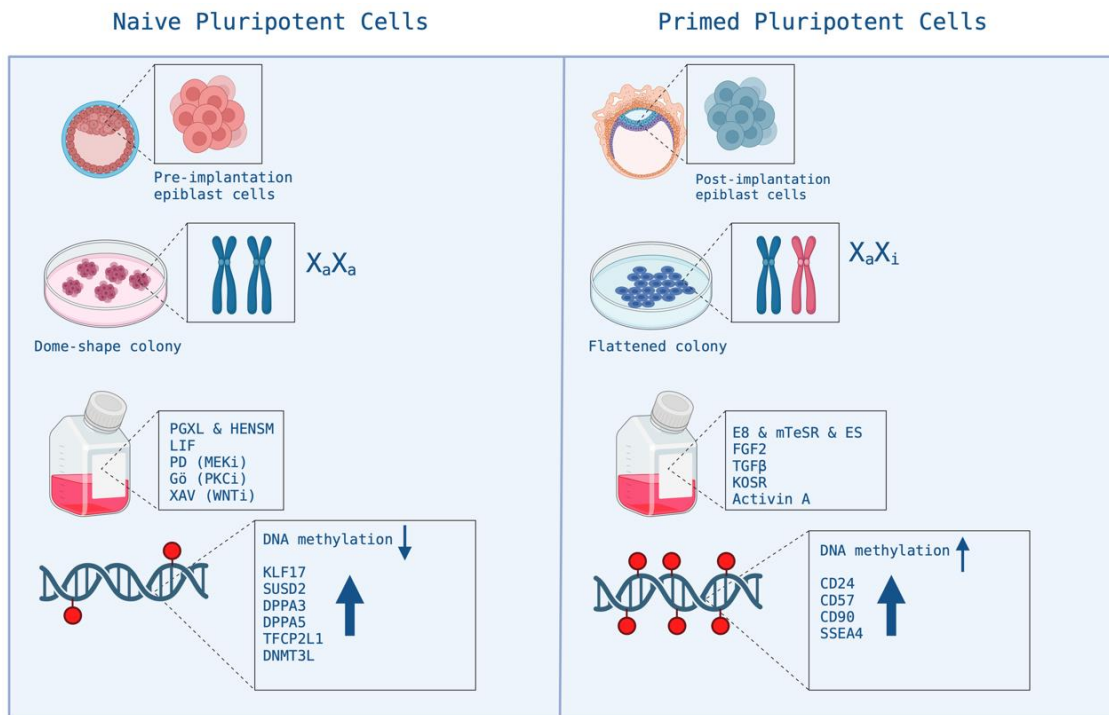 Naive Pluripotent Cells
Pre-implantation
epiblast cells
XaXa
Dome-shape colony
PGXL & HENSM
LIF
PD (MEKi)
Gö (PKCi)
XAV (WNTi)
DNA methylation
KLF17
SUSD2
DPPA3
DPPA5
TFCP2L1
DNMT3L
Primed Pluripotent Cells
Post-implantation
epiblast cells
XaXi
Flattened colony
E8 & mTeSR & ES
FGF2
TGFβ
KOSR
Activin A
DNA methylation
CD24
CD57
CD90
SSEA4